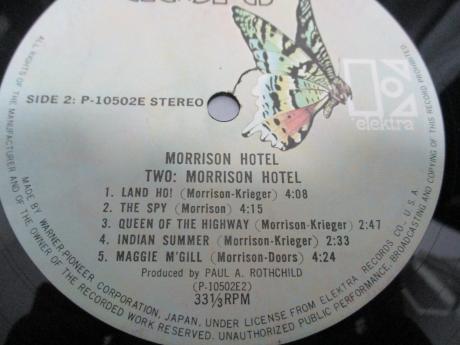 SIDE 2: P-10502E STEREO
elektra
MORRISON HOTEL
TWO: MORRISON HOTEL
1. LAND HO! (Morrison-Krieger) 4:08
2. THE SPY (Morrison) 4:15
3. QUEEN OF THE HIGHWAY (Morrison-Krieger) 2:47
4. INDIAN SUMMER (Morrison-Krieger) 2:33
5. MAGGIE M'GILL (Morrison-Doors) 4:24
Produced by PAUL A. ROTHCHILD
(P-10502E2)
33⅓RPM
MADE BY WARNER-PIONEER CORPORATION, JAPAN, UNDER LICENSE FROM ELEKTRA RECORDS CO., U.S.A.
ALL RIGHTS OF THE MANUFACTURER AND OF THE OWNER OF THE RECORDED WORK RESERVED. UNAUTHORIZED PUBLIC PERFORMANCE, BROADCASTING AND COPYING OF THIS RECORD PROHIBITED.